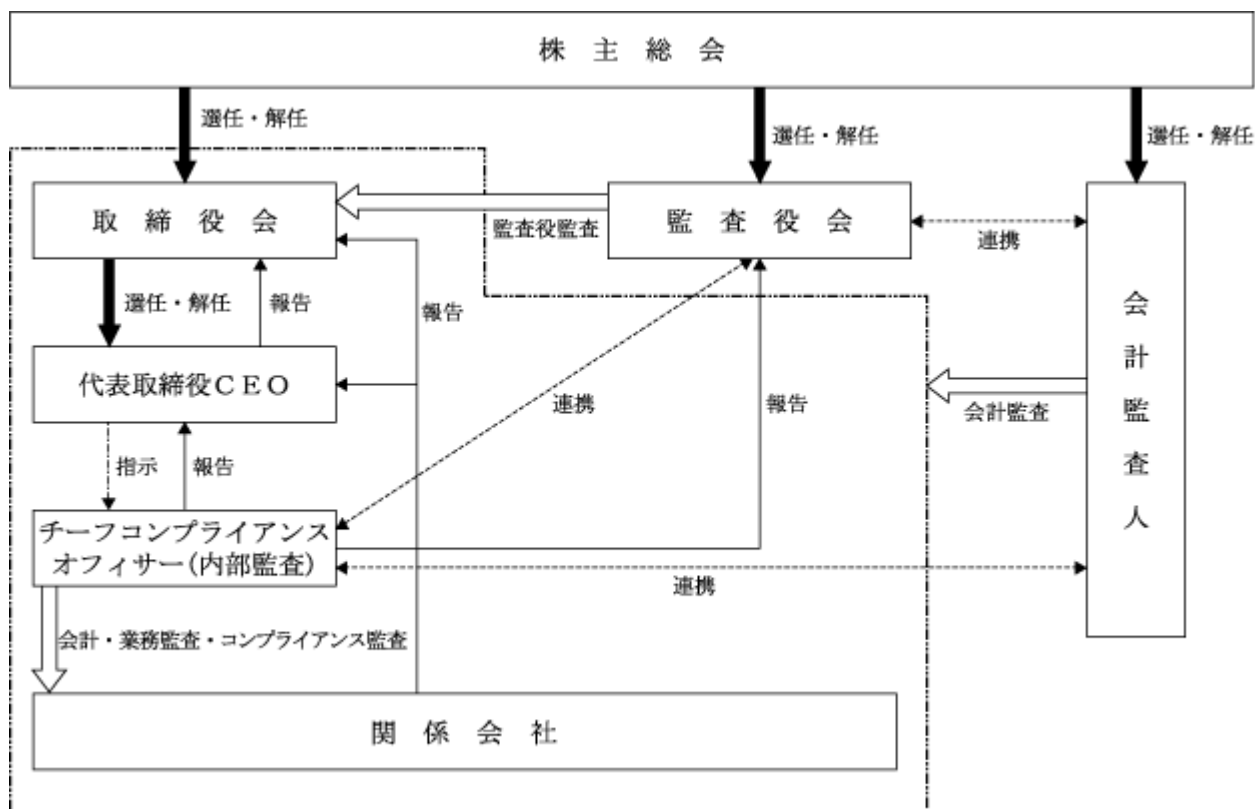 株主総会
選任・解任
選任・解任
選任・解任
取締役会
監査役監査
監査役会
連携
会計監査人
選任・解任
報告
報告
代表取締役CEO
連携
報告
会計監査
指示
報告
チーフコンプライアンス
オフィサー(内部監査)
連携
会計・業務監査・コンプライアンス監査
関係会社